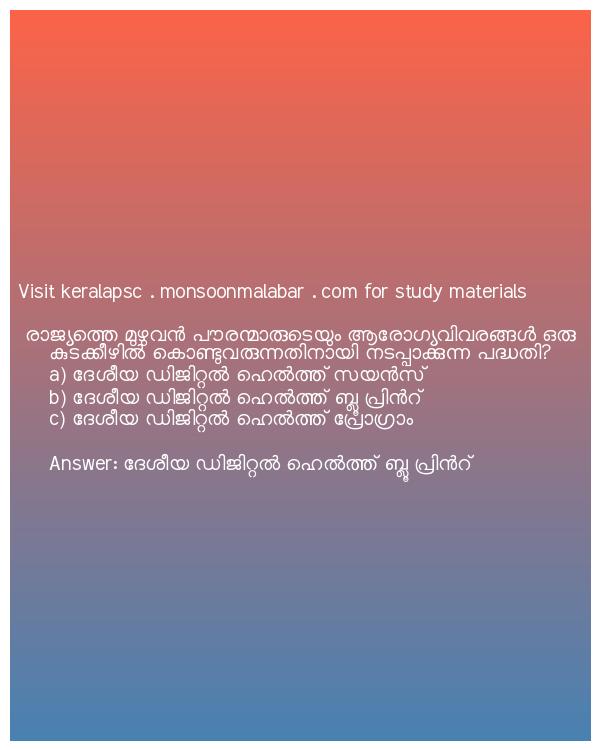 Visit keralapsc . monsoonmalabar . com for study materials
രാജ്യത്തെ മുഴുവൻ പൗരന്മാരുടെയും ആരോഗ്യവിവരങ്ങൾ ഒരു
കുടക്കീഴിൽ കൊണ്ടുവരുന്നതിനായി നടപ്പാക്കുന്ന പദ്ധതി?
a) ദേശീയ ഡിജിറ്റൽ ഹെൽത്ത് സയൻസ്
b) ദേശീയ ഡിജിറ്റൽ ഹെൽത്ത് ബ്ലൂ പ്രിൻറ്
c) ദേശീയ ഡിജിറ്റൽ ഹെൽത്ത് പ്രോഗ്രാം
Answer: ദേശീയ ഡിജിറ്റൽ ഹെൽത്ത് ബ്ലൂ പ്രിൻറ്